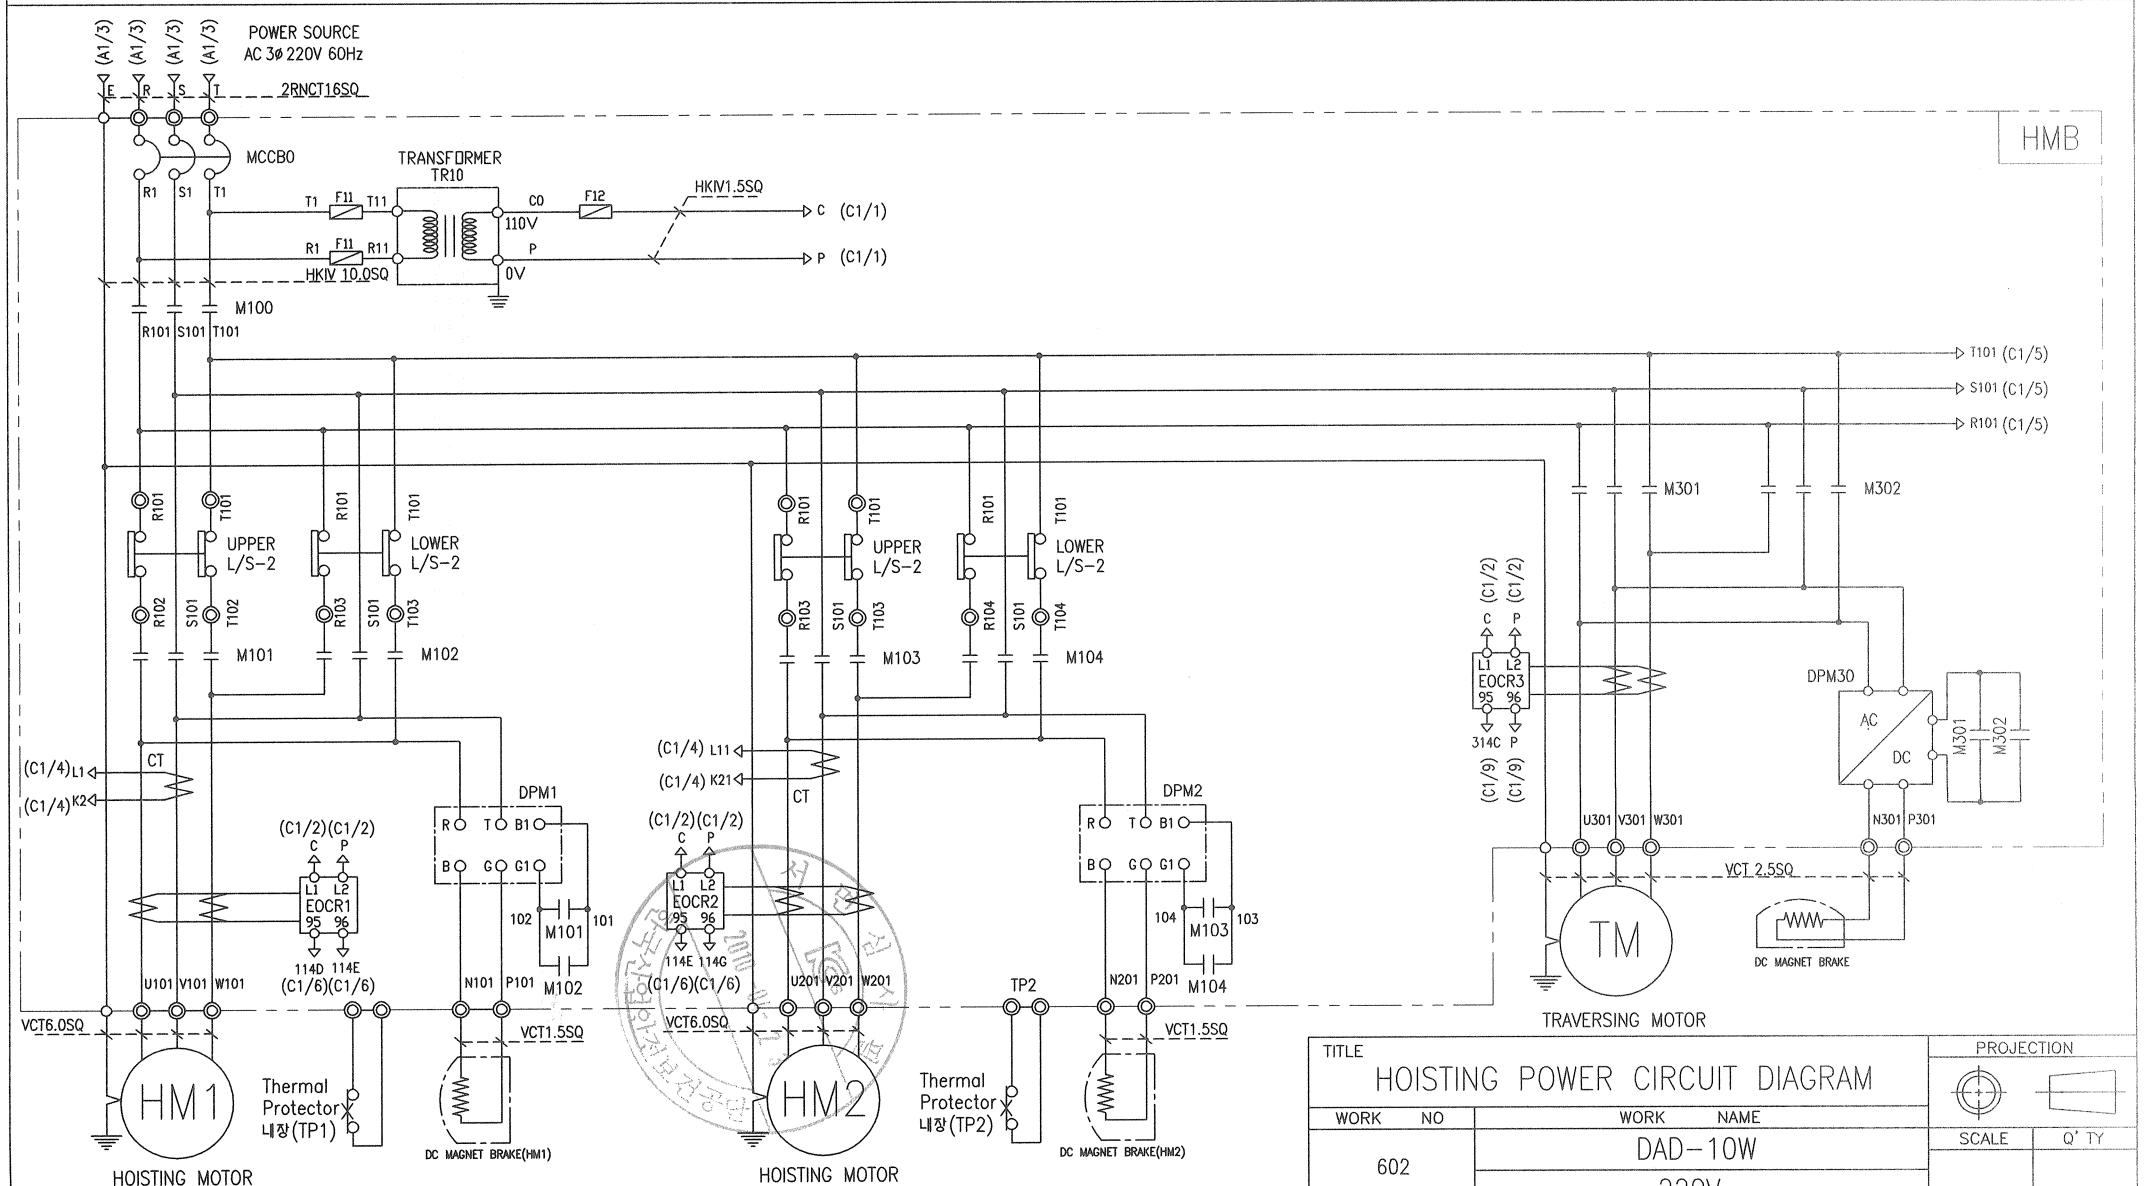 (A1/3) (A1/3) (A1/3) (A1/3)
POWER SOURCE
AC 3ø 220V 60Hz
E R S T
2RNCT16SQ
HMB
MCCB0
R1 S1 T1
TRANSFORMER
TR10
T1 F11 T11
R1 F11 R11
HKIV 10.0SQ
C0 F12
110V
P
0V
HKIV1.5SQ
C (C1/1)
P (C1/1)
M100
R101 S101 T101
T101 (C1/5)
S101 (C1/5)
R101 (C1/5)
R101 T101 R101 T101
UPPER
L/S-2
LOWER
L/S-2
R102 S101 T102 R103 S101 T103
M101 M102
R101 T101 R101 T101
UPPER
L/S-2
LOWER
L/S-2
R103 S101 T103 R104 S101 T104
M103 M104
M301 M302
(C1/2) (C1/2)
C P
L1 L2
EOCR3
95 96
314C P
(C1/9) (C1/9)
DPM30
AC
DC
M301 M302
U301 V301 W301
N301 P301
VCT 2.5SQ
TM
TRAVERSING MOTOR
DC MAGNET BRAKE
(C1/4) L1
(C1/4) K2
CT
(C1/2)(C1/2)
C P
L1 L2
EOCR1
95 96
114D 114E
(C1/6)(C1/6)
DPM1
R T B1
B G G1
102 101
M101
M102
U101 V101 W101
N101 P101
VCT6.0SQ
VCT1.5SQ
HM1
HOISTING MOTOR
Thermal
Protector
내장(TP1)
DC MAGNET BRAKE(HM1)
(C1/4) L11
(C1/4) K21
CT
(C1/2)(C1/2)
C P
L1 L2
EOCR2
95 96
114E 114G
(C1/6)(C1/6)
DPM2
R T B1
B G G1
104 103
M103
M104
U201 V201 W201
TP2
N201 P201
VCT6.0SQ
VCT1.5SQ
HM2
HOISTING MOTOR
Thermal
Protector
내장(TP2)
DC MAGNET BRAKE(HM2)
TITLE
HOISTING POWER CIRCUIT DIAGRAM
PROJECTION
WORK NO
WORK NAME
602
DAD-10W
220V
SCALE
Q' TY